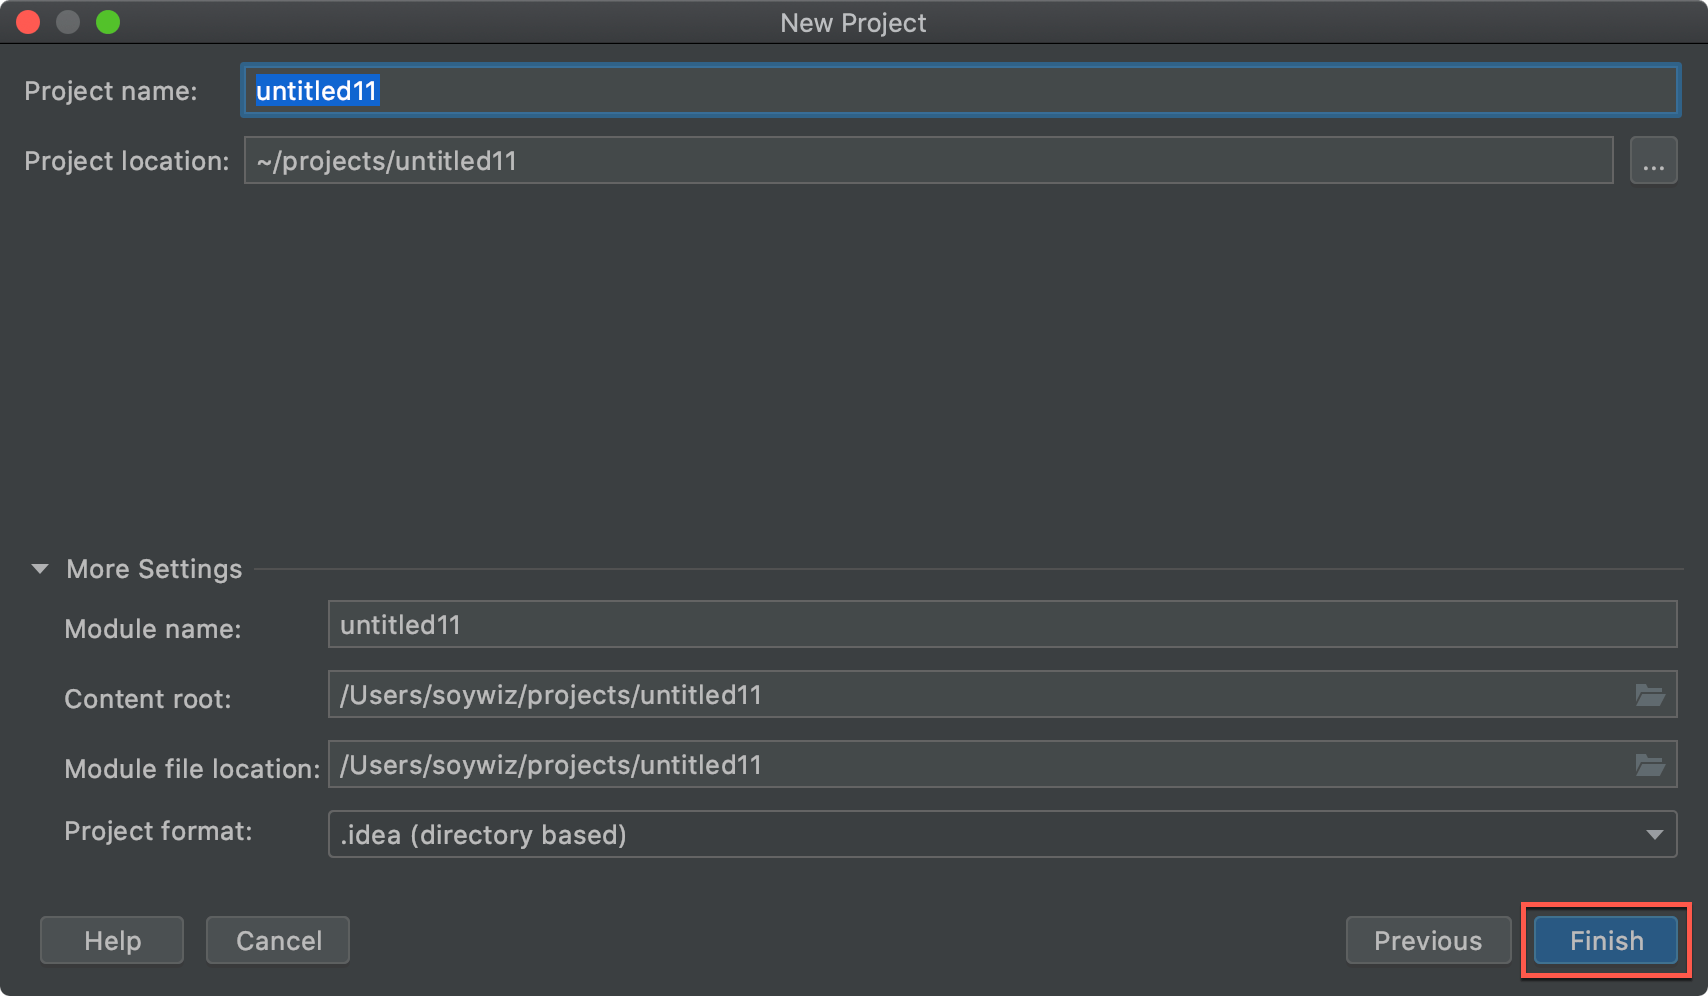 New Project
Project name: untitled11
Project location: ~/projects/untitled11 ...
More Settings
Module name: untitled11
Content root: /Users/soywiz/projects/untitled11
Module file location: /Users/soywiz/projects/untitled11
Project format: .idea (directory based)
Help Cancel Previous Finish